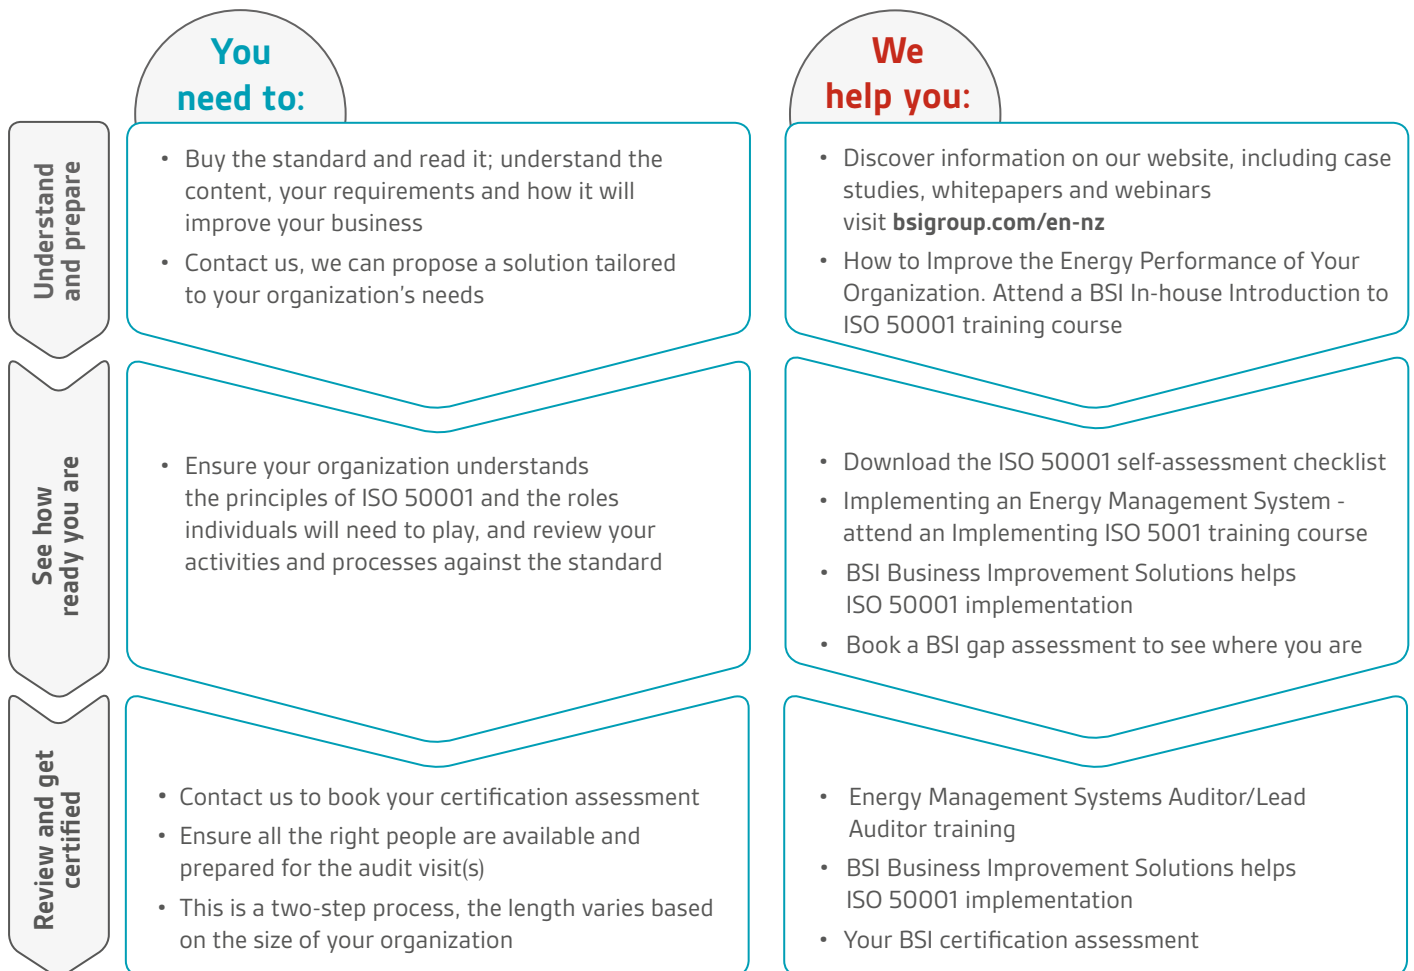 You
need to:
We
help you:
Understand
and prepare
• Buy the standard and read it; understand the
content, your requirements and how it will
improve your business
• Contact us, we can propose a solution tailored
to your organization's needs
• Discover information on our website, including case
studies, whitepapers and webinars
visit bsigroup.com/en-nz
• How to Improve the Energy Performance of Your
Organization. Attend a BSI In-house Introduction to
ISO 50001 training course
See how
ready you are
• Ensure your organization understands
the principles of ISO 50001 and the roles
individuals will need to play, and review your
activities and processes against the standard
• Download the ISO 50001 self-assessment checklist
• Implementing an Energy Management System -
attend an Implementing ISO 5001 training course
• BSI Business Improvement Solutions helps
ISO 50001 implementation
• Book a BSI gap assessment to see where you are
Review and get
certified
• Contact us to book your certification assessment
• Ensure all the right people are available and
prepared for the audit visit(s)
• This is a two-step process, the length varies based
on the size of your organization
• Energy Management Systems Auditor/Lead
Auditor training
• BSI Business Improvement Solutions helps
ISO 50001 implementation
• Your BSI certification assessment